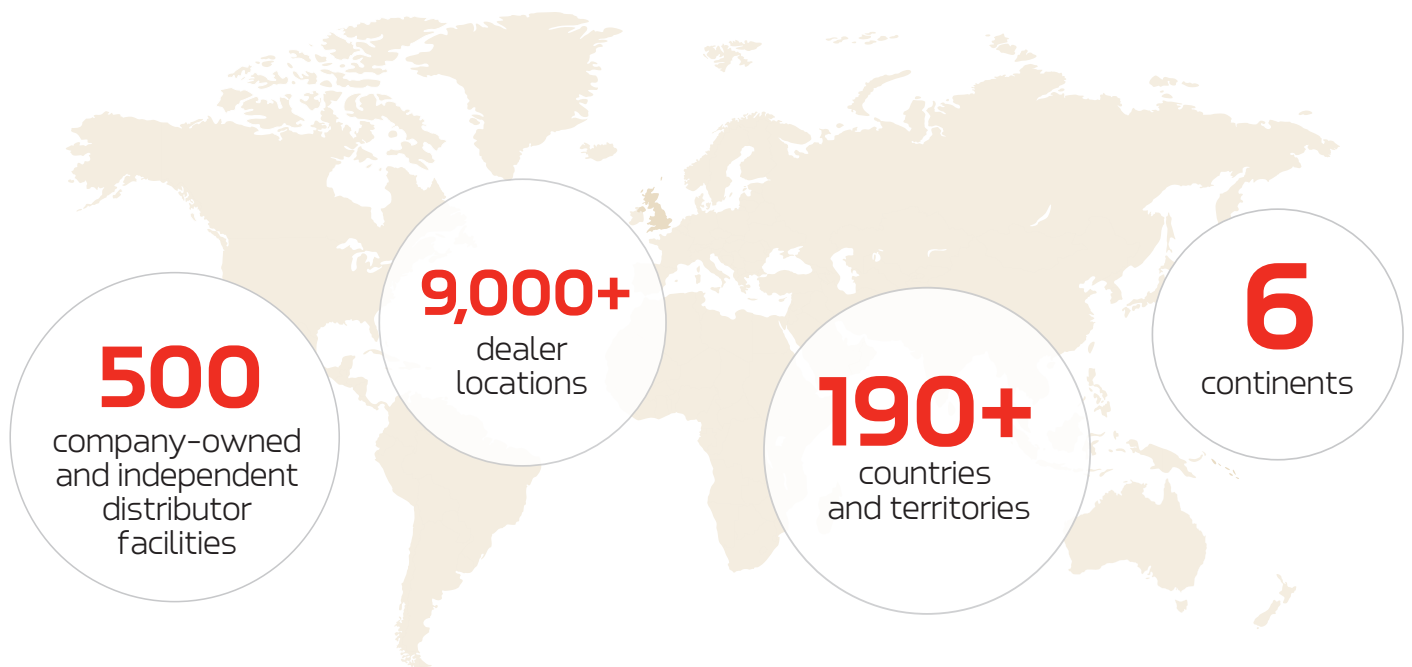 500
company-owned
and independent
distributor
facilities
9,000+
dealer
locations
190+
countries
and territories
6
continents